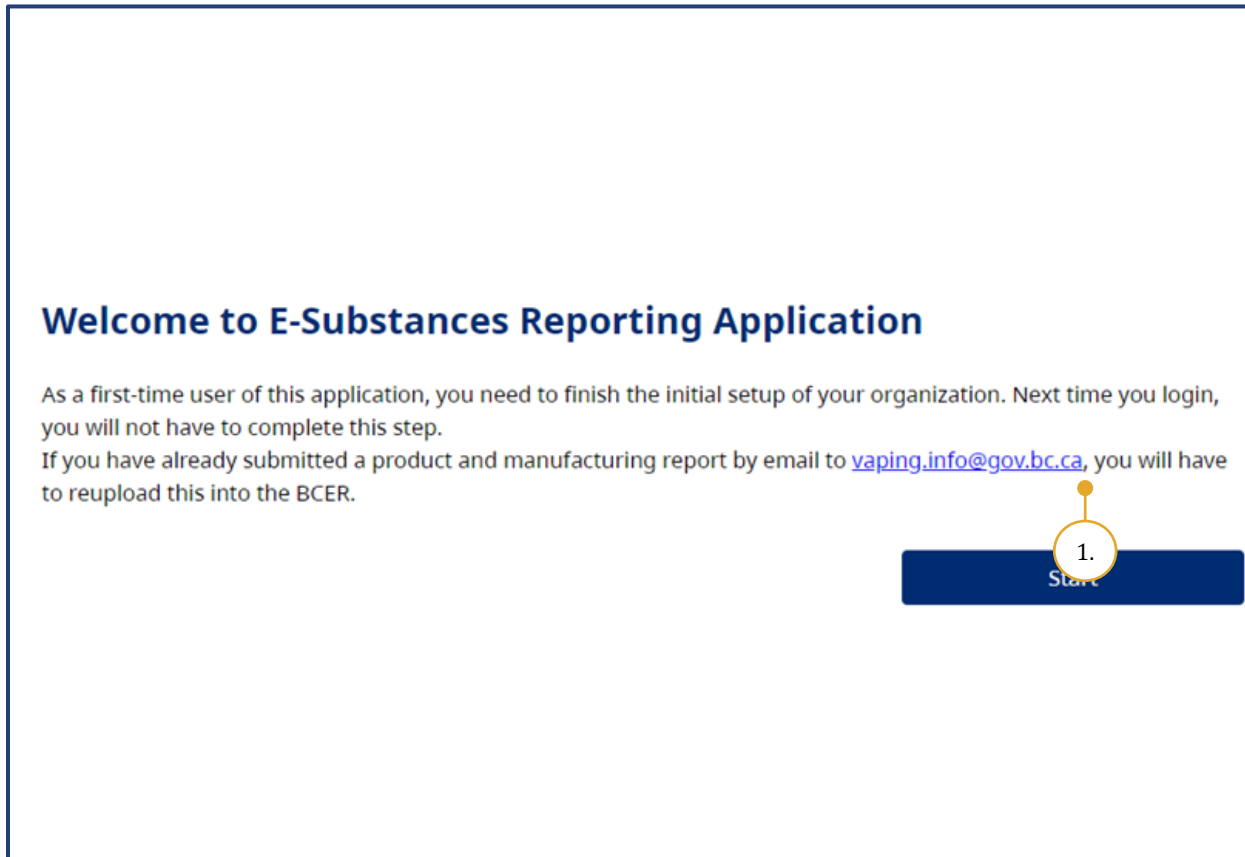 Welcome to E-Substances Reporting Application
As a first-time user of this application, you need to finish the initial setup of your organization. Next time you login,
you will not have to complete this step.
If you have already submitted a product and manufacturing report by email to vaping.info@gov.bc.ca, you will have
to reupload this into the BCER.
1.
Start